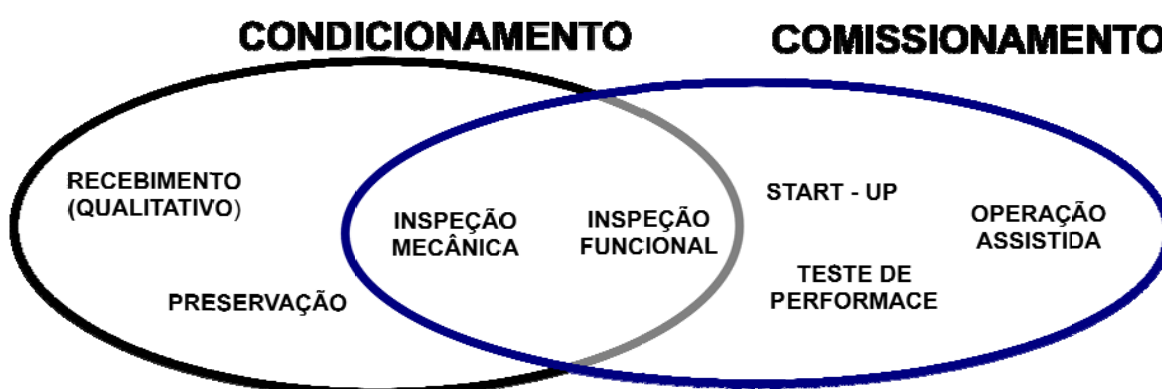 CONDICIONAMENTO
COMISSIONAMENTO
RECEBIMENTO
(QUALITATIVO)
PRESERVAÇÃO
INSPEÇÃO
MECÂNICA
INSPEÇÃO
FUNCIONAL
START - UP
TESTE DE
PERFORMACE
OPERAÇÃO
ASSISTIDA